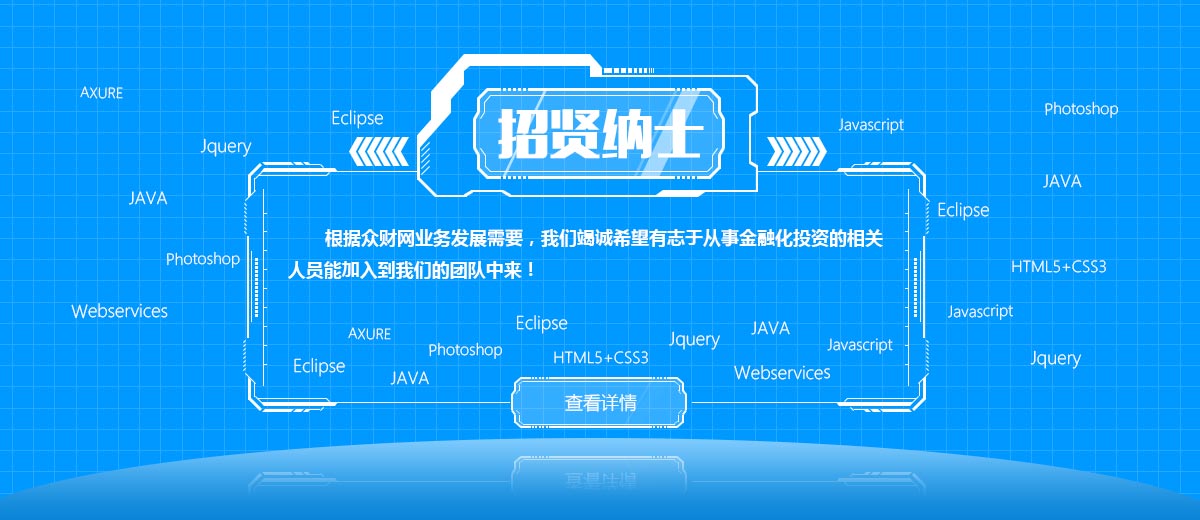 AXURE
Photoshop
Eclipse
招贤纳士
Javascript
Jquery
JAVA
JAVA
Eclipse
根据众财网业务发展需要，我们竭诚希望有志于从事金融化投资的相关
人员能加入到我们的团队中来！
Photoshop
HTML5+CSS3
Webservices
Javascript
Eclipse
AXURE
JAVA
Jquery
Photoshop
Javascript
HTML5+CSS3
Jquery
Eclipse
Webservices
JAVA
查看详情